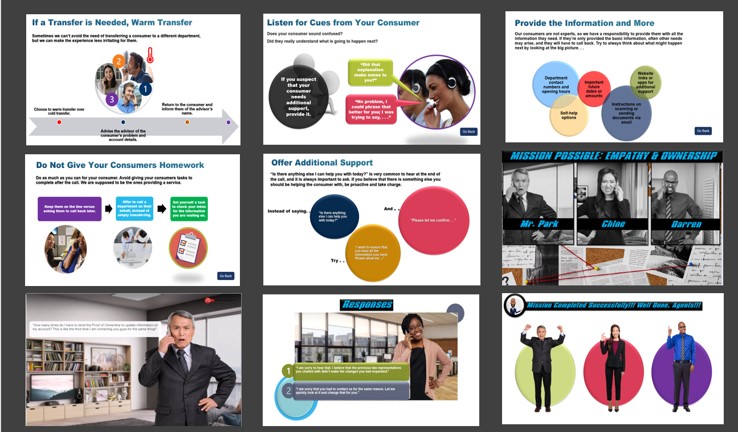 If a Transfer is Needed, Warm Transfer
Sometimes we can't avoid the need of transferring a consumer to a different department,
but we can make the experience less irritating for them.
2
1
3
Choose to warm transfer over
cold transfer.
Advise the advisor of the
consumer's problem and
account details.
Return to the consumer and
inform them of the advisor's
name.
Listen for Cues from Your Consumer
Does your consumer sound confused?
Did they really understand what is going to happen next?
If you suspect
that your
consumer
needs
additional
support,
provide it.
"Did that
explanation
make sense to
you?"
"No problem, I
could phrase that
better for you. I was
trying to say, . . ."
Go Back
Provide the Information and More
Our consumers are not experts, so we have a responsibility to provide them with all the
information they need. If they're only provided the basic information, often other needs
may arise, and they will have to call back. Try to always think about what might happen
next by looking at the big picture . . .
Department
contact
numbers and
opening hours
Important
future
dates or
amounts
Website
links or
apps for
additional
support
Self-help
options
Instructions on
scanning or
sending
documents via
email
Go Back
Do Not Give Your Consumers Homework
Do as much as you can for your consumer. Avoid giving your consumers tasks to
complete after the call. We are supposed to be the ones providing a service.
Keep them on the line versus
asking them to call back later.
Offer to call a
department on their
behalf, instead of
simply transferring.
Set yourself a task
to check your inbox
for the information
you are waiting on.
Go Back
Offer Additional Support
"Is there anything else I can help you with today?" is very common to hear at the end of
the call, and it is always important to ask. If you believe that there is something else you
should be helping the consumer with, be proactive and take charge.
Instead of saying. .
"Is there anything
else I can help you
with today?"
And. . .
"Please let me confirm. . ."
Try. . .
"I want to ensure that
you have all the
information you need.
MISSION POSSIBLE: EMPATHY & OWNERSHIP
Mr. Park
Chloe
Darren
?
"How many times do I have to send the Proof of Ownership to update information on
my account? This is like the third time I am contacting you guys for the same thing!"
Responses
1
"I am sorry to hear that. I believe that the previous two representatives
you chatted with didn't make the changes you had requested."
2
"I am sorry that you had to contact us for the same reason. Let me
quickly look at it and change that for you."
Mission Completed Successfully!!! Well Done, Agents!!!